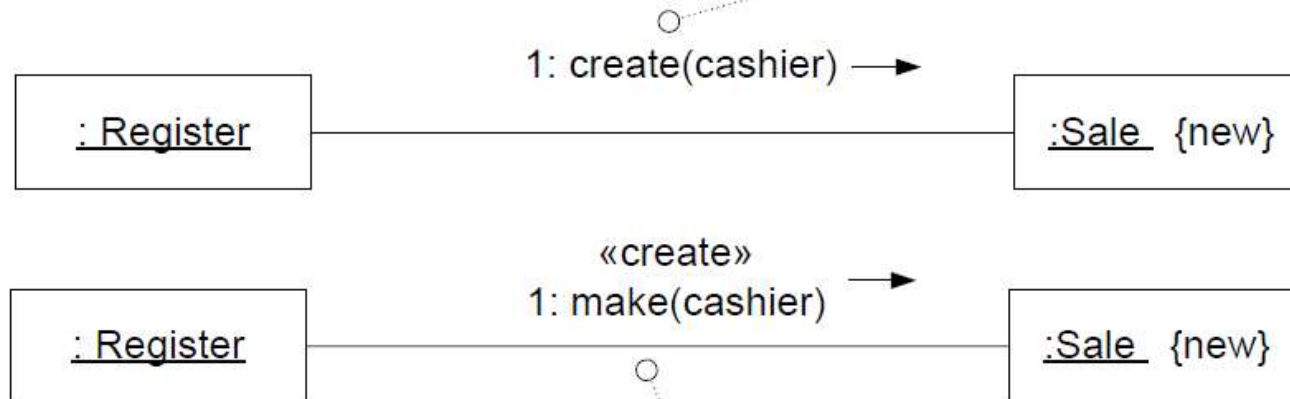 1: create(cashier)
: Register
:Sale {new}
«create»
1: make(cashier)
: Register
:Sale {new}